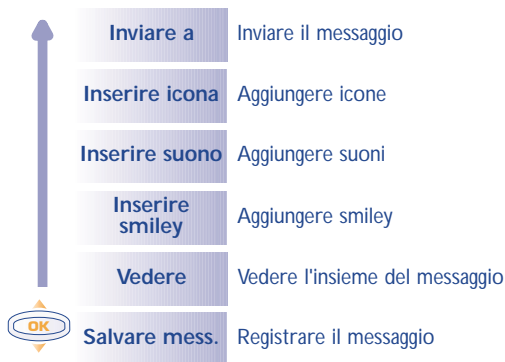 Inviare a Inviare il messaggio
Inserire icona Aggiungere icone
Inserire suono Aggiungere suoni
Inserire
smiley Aggiungere smiley
Vedere Vedere l'insieme del messaggio
OK
Salvare mess. Registrare il messaggio